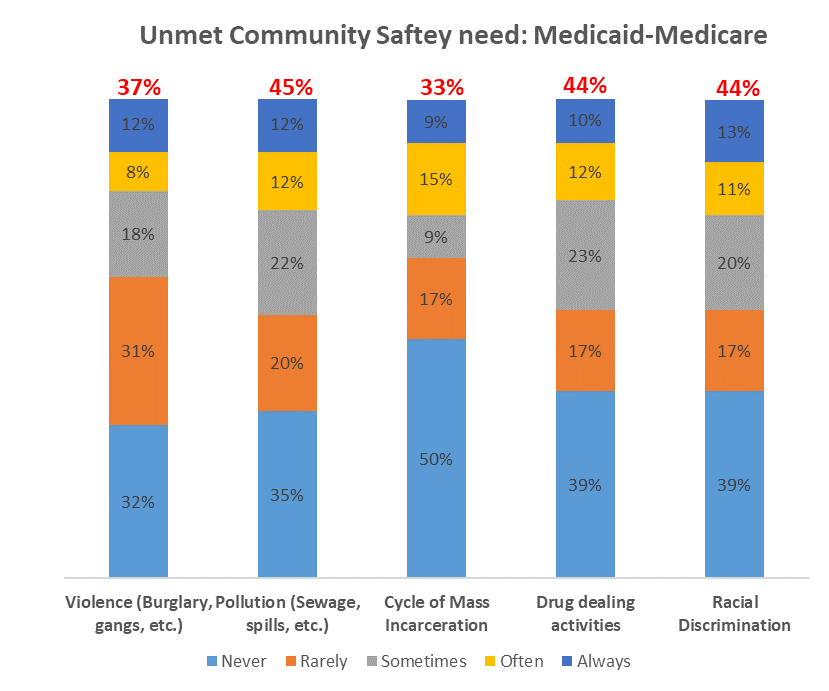 Unmet Community Saftey need: Medicaid-Medicare
37% 45% 33% 44% 44%
12% 12% 9% 10% 13%
8% 12% 15% 12% 11%
18% 22% 9% 23% 20%
31% 20% 17% 17% 17%
32% 35% 50% 39% 39%
Violence (Burglary, Pollution (Sewage, Cycle of Mass Drug dealing Racial
gangs, etc.) spills, etc.) Incarceration activities Discrimination
Never Rarely Sometimes Often Always